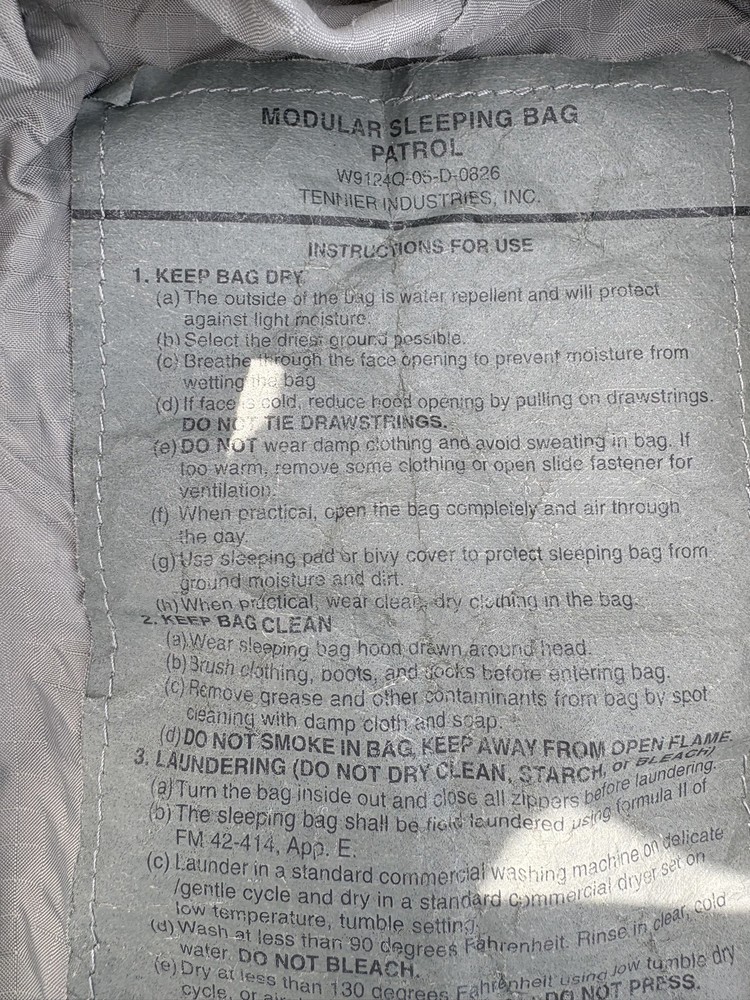 MODULAR SLEEPING BAG
PATROL
W9124Q-05-D-0826
TENNIER INDUSTRIES, INC.
INSTRUCTIONS FOR USE
1. KEEP BAG DRY
(a) The outside of the bag is water repellent and will protect
against light moisture.
(b) Select the driest ground possible.
(c) Breathe through the face opening to prevent moisture from
wetting the bag
(d) If face is cold, reduce hood opening by pulling on drawstrings.
DO NOT TIE DRAWSTRINGS.
(e) DO NOT wear damp clothing and avoid sweating in bag. If
too warm, remove some clothing or open slide fastener for
ventilation.
(f) When practical, open the bag completely and air through
the day.
(g) Use sleeping pad or bivy cover to protect sleeping bag from
ground moisture and dirt.
(h) When practical, wear clean, dry clothing in the bag.
2. KEEP BAG CLEAN
(a) Wear sleeping bag hood drawn around head.
(b) Brush clothing, boots, and socks before entering bag.
(c) Remove grease and other contaminants from bag by spot
cleaning with damp cloth and soap.
(d) DO NOT SMOKE IN BAG, KEEP AWAY FROM OPEN FLAME.
3. LAUNDERING (DO NOT DRY CLEAN, STARCH, or BLEACH)
(a) Turn the bag inside out and close all zippers before laundering.
(b) The sleeping bag shall be field laundered using formula II of
FM 42-414, App. E.
(c) Launder in a standard commercial washing machine on delicate
/gentle cycle and dry in a standard commercial dryer set on
low temperature, tumble setting.
(d) Wash at less than 90 degrees Fahrenheit. Rinse in clear, cold
water. DO NOT BLEACH.
(e) Dry at less than 130 degrees Fahrenheit using low tumble dry
cycle, or air DO NOT PRESS.